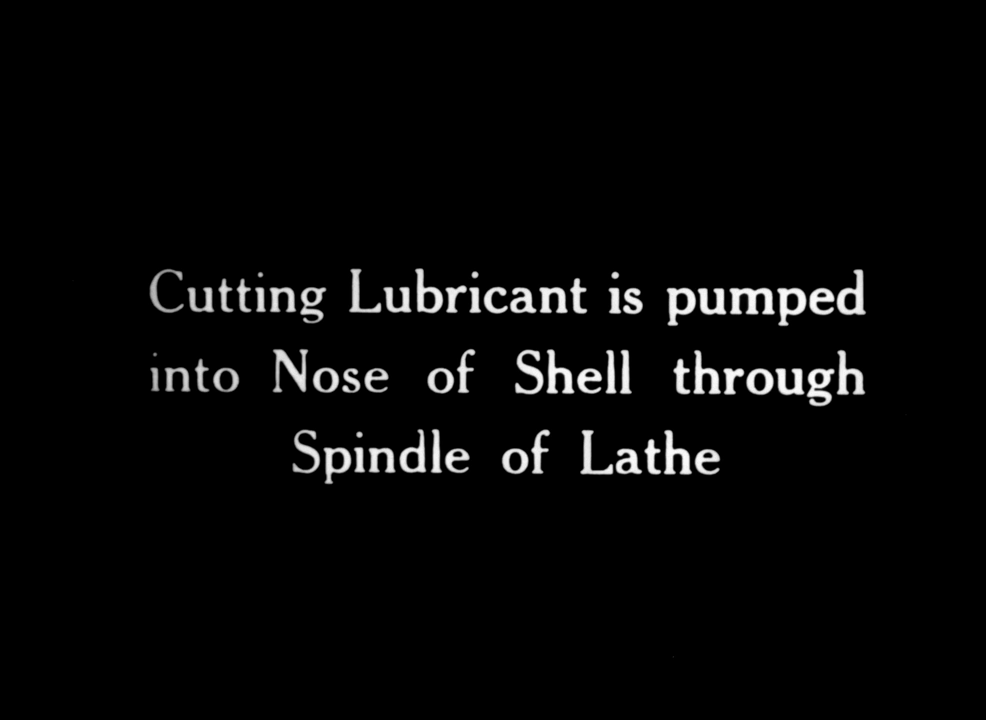 Cutting Lubricant is pumped
into Nose of Shell through
Spindle of Lathe